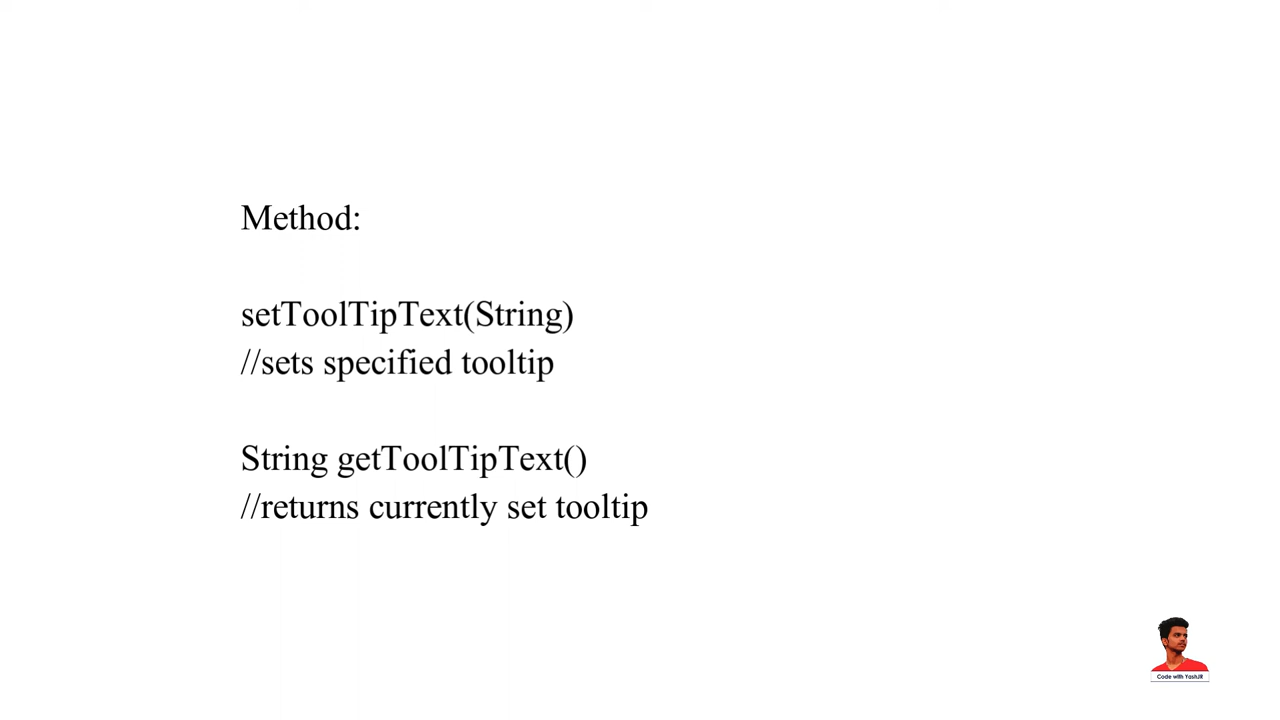 Method:
setToolTipText(String)
//sets specified tooltip
String getToolTipText()
//returns currently set tooltip
Code with YashJR